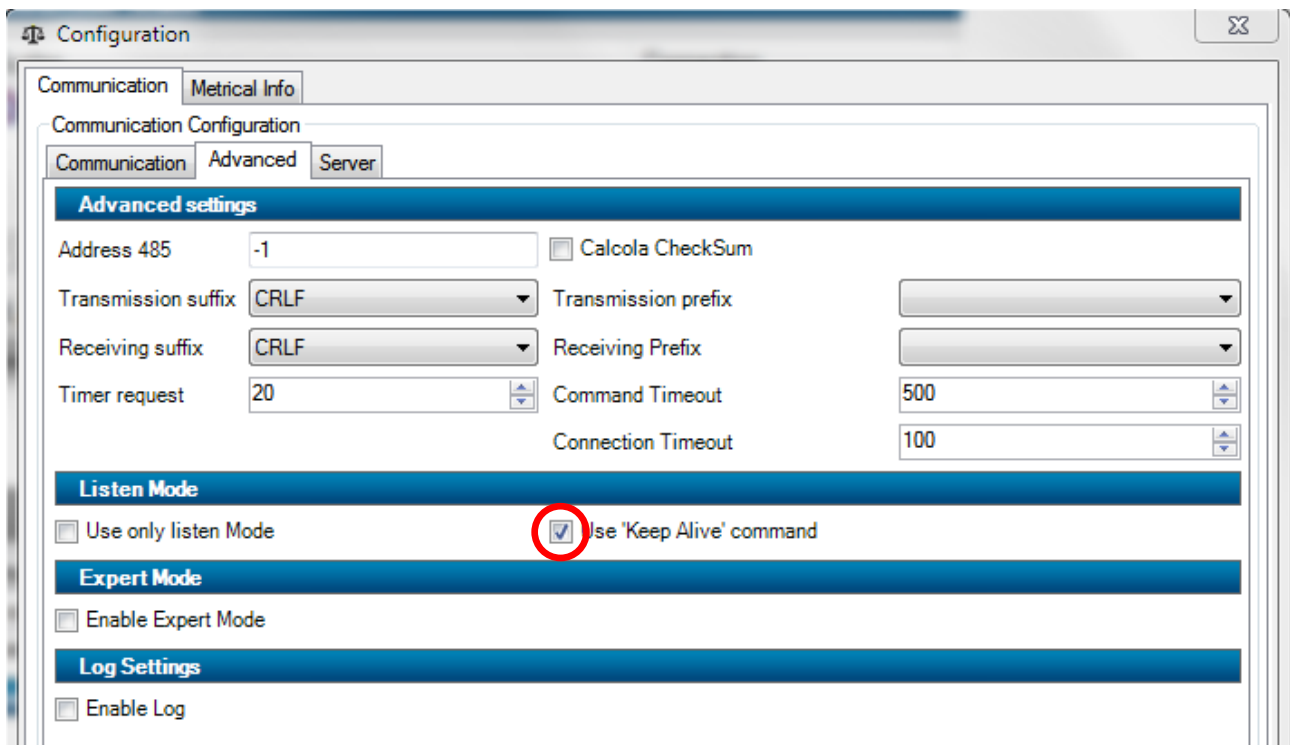 Configuration
Communication Metrical Info
Communication Configuration
Communication Advanced Server
Advanced settings
Address 485 -1 Calcola CheckSum
Transmission suffix CRLF Transmission prefix
Receiving suffix CRLF Receiving Prefix
Timer request 20 Command Timeout 500
Connection Timeout 100
Listen Mode
Use only listen Mode Use 'Keep Alive' command
Expert Mode
Enable Expert Mode
Log Settings
Enable Log